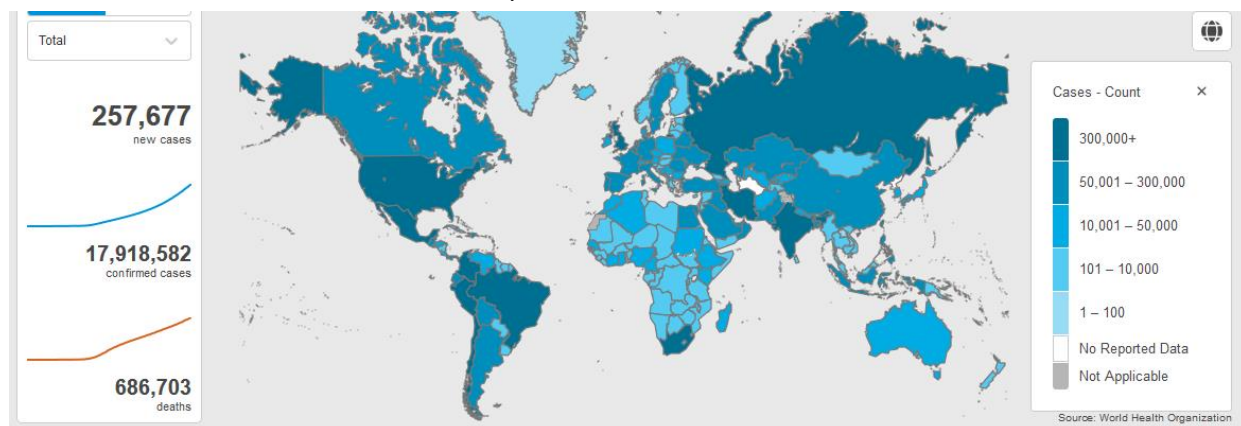 Total
257,677
new cases
17,918,582
confirmed cases
686,703
deaths
Cases - Count ×
300,000+
50,001 – 300,000
10,001 – 50,000
101 – 10,000
1 – 100
No Reported Data
Not Applicable
Source: World Health Organization